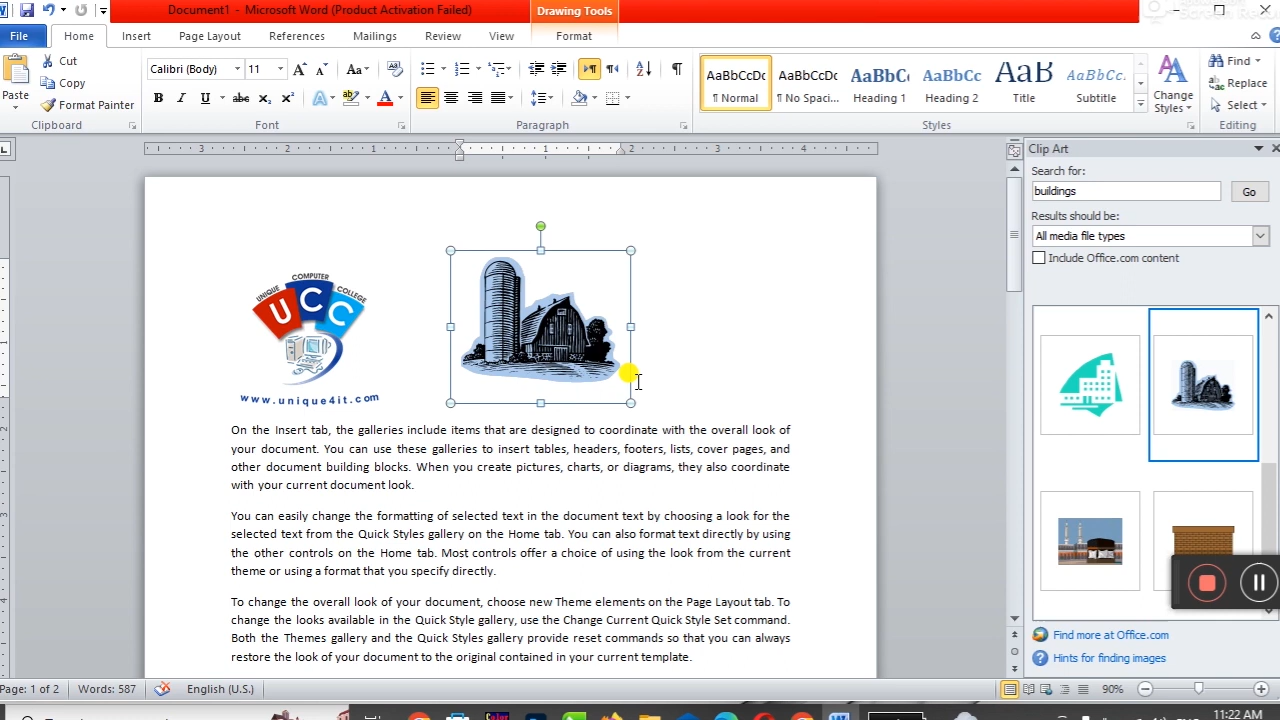 Document1 - Microsoft Word (Product Activation Failed)
Drawing Tools
File
Home
Insert
Page Layout
References
Mailings
Review
View
Format
Cut
Copy
Format Painter
Paste
Clipboard
Calibri (Body)
11
Font
Paragraph
AaBbCcDc
¶ Normal
AaBbCcDc
¶ No Spaci...
AaBbC
Heading 1
AaBbCc
Heading 2
AaB
Title
AaBbCc.
Subtitle
Change
Styles
Styles
Find
Replace
Select
Editing
3 2 1 1 2 3 4
Clip Art
Search for:
buildings
Go
Results should be:
All media file types
Include Office.com content
UNIQUE COMPUTER COLLEGE
UCC
www.unique4it.com
On the Insert tab, the galleries include items that are designed to coordinate with the overall look of
your document. You can use these galleries to insert tables, headers, footers, lists, cover pages, and
other document building blocks. When you create pictures, charts, or diagrams, they also coordinate
with your current document look.
You can easily change the formatting of selected text in the document text by choosing a look for the
selected text from the Quick Styles gallery on the Home tab. You can also format text directly by using
the other controls on the Home tab. Most controls offer a choice of using the look from the current
theme or using a format that you specify directly.
To change the overall look of your document, choose new Theme elements on the Page Layout tab. To
change the looks available in the Quick Style gallery, use the Change Current Quick Style Set command.
Both the Themes gallery and the Quick Styles gallery provide reset commands so that you can always
restore the look of your document to the original contained in your current template.
Find more at Office.com
Hints for finding images
Page: 1 of 2
Words: 587
English (U.S.)
90%
11:22 AM